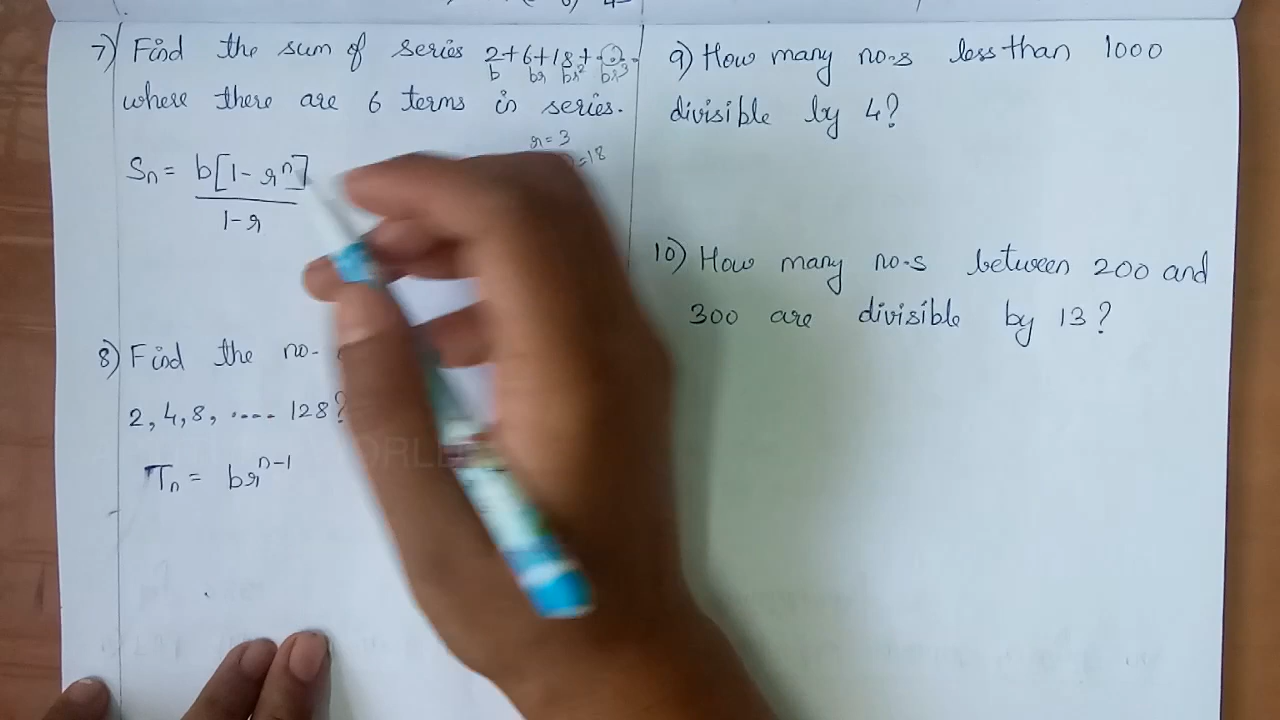 7) Find the sum of series 2+6+18+...
b br br² br³
where there are 6 terms in series.
r=3
=18
Sn = b[1-rⁿ]
1-r
8) Find the no-
2,4,8, ..... 128?
Tn = brⁿ⁻¹
9) How many no-s less than 1000
divisible by 4?
10) How many no-s between 200 and
300 are divisible by 13?